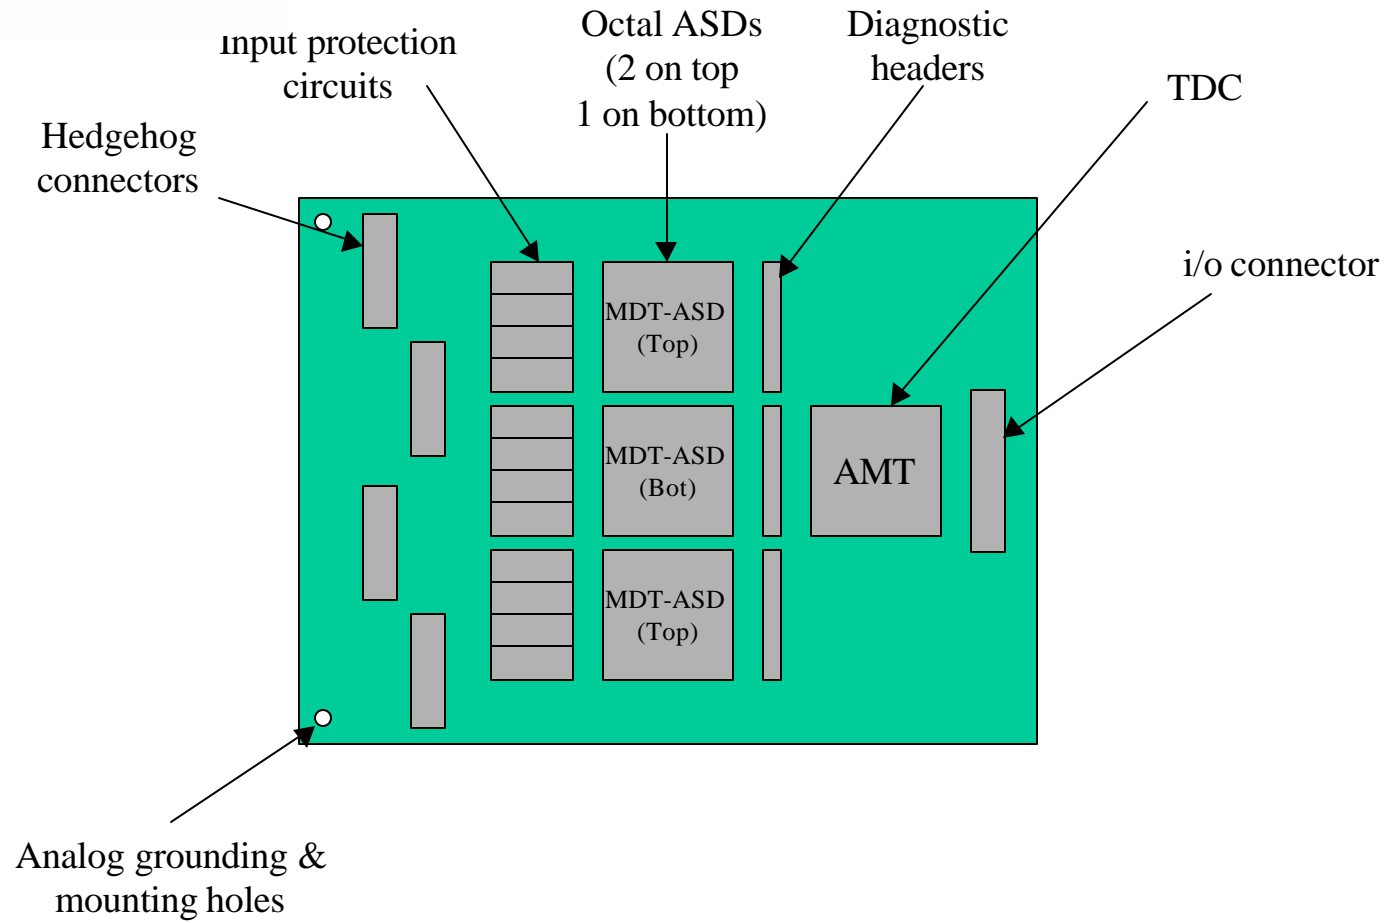 Input protection
circuits
Octal ASDs
(2 on top
1 on bottom)
Diagnostic
headers
TDC
Hedgehog
connectors
i/o connector
MDT-ASD
(Top)
MDT-ASD
(Bot)
AMT
MDT-ASD
(Top)
Analog grounding &
mounting holes